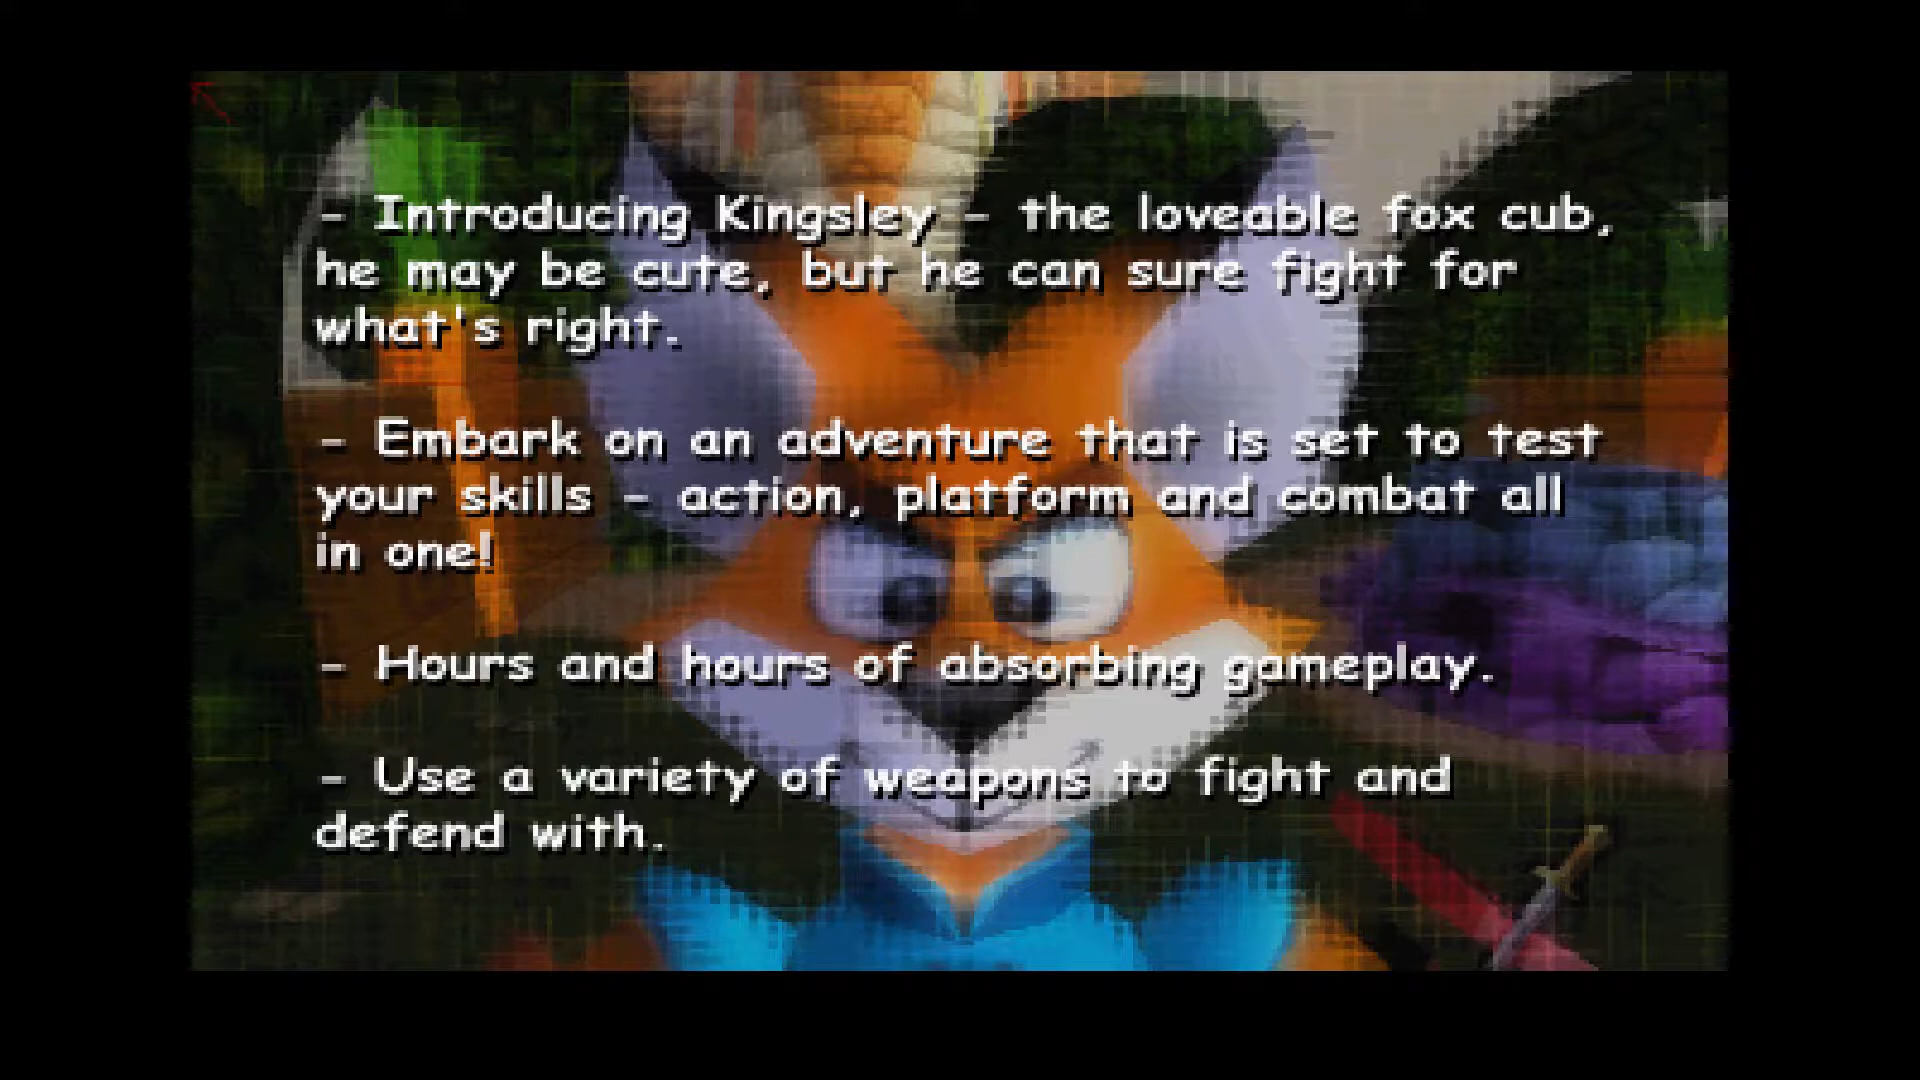 - Introducing Kingsley - the loveable fox cub,
he may be cute, but he can sure fight for
what's right.
- Embark on an adventure that is set to test
your skills - action, platform and combat all
in one!
- Hours and hours of absorbing gameplay.
- Use a variety of weapons to fight and
defend with.